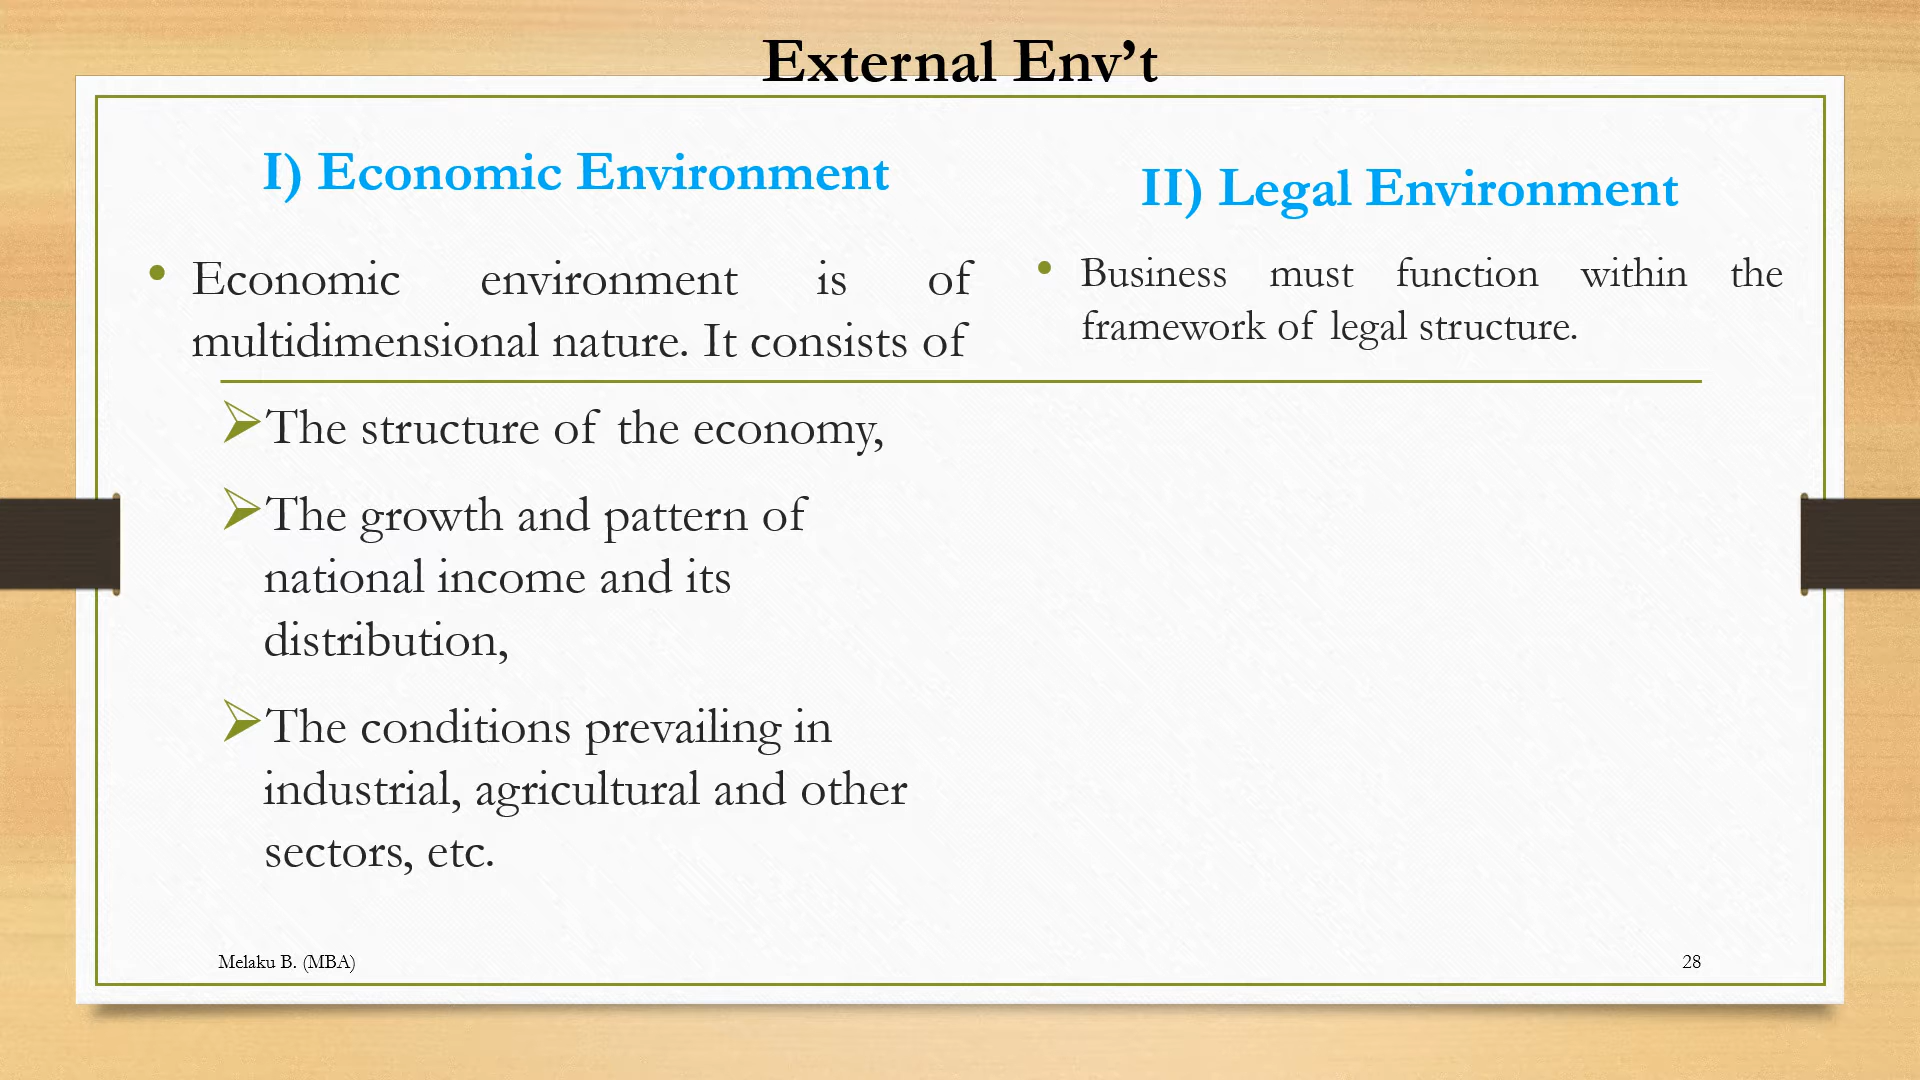 External Env’t
I) Economic Environment
• Economic environment is of
multidimensional nature. It consists of
➢The structure of the economy,
➢The growth and pattern of
national income and its
distribution,
➢The conditions prevailing in
industrial, agricultural and other
sectors, etc.
II) Legal Environment
• Business must function within the
framework of legal structure.
Melaku B. (MBA)
28